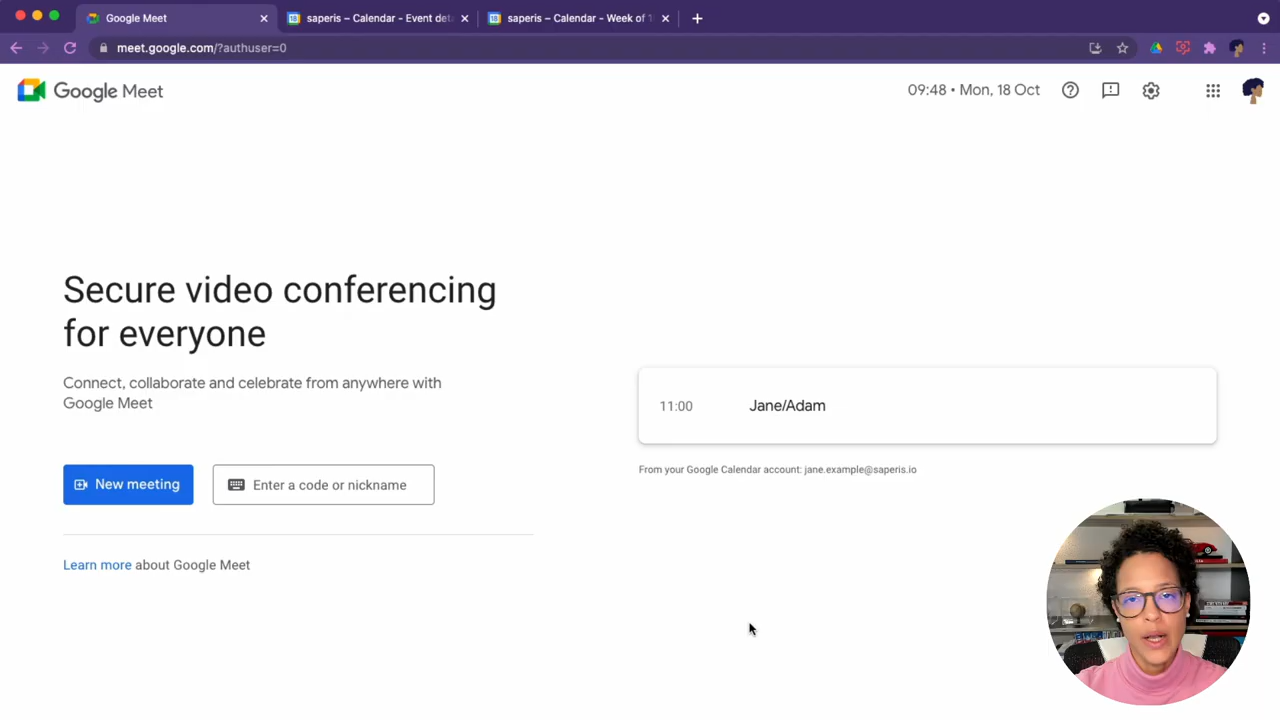 Google Meet
saperis – Calendar - Event det
saperis – Calendar - Week of 1
meet.google.com/?authuser=0
Google Meet
09:48 • Mon, 18 Oct
Secure video conferencing
for everyone
Connect, collaborate and celebrate from anywhere with
Google Meet
11:00 Jane/Adam
From your Google Calendar account: jane.example@saperis.io
New meeting
Enter a code or nickname
Learn more about Google Meet